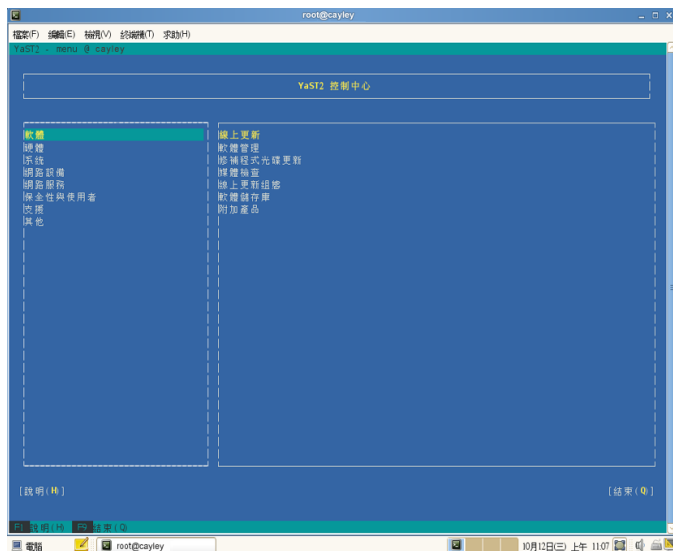 root@cayley
檔案(F) 編輯(E) 檢視(V) 終端機(T) 求助(H)
YaST2 - menu @ cayley
YaST2 控制中心
軟體
硬體
系統
網路設備
網路服務
保全性與使用者
支援
其他
線上更新
軟體管理
修補程式光碟更新
媒體檢查
線上更新組態
軟體儲存庫
附加產品
[說明(H)] [結束(Q)]
F1 說明(H) F9 結束(Q)
電腦 root@cayley 10月12日(三) 上午 11:07